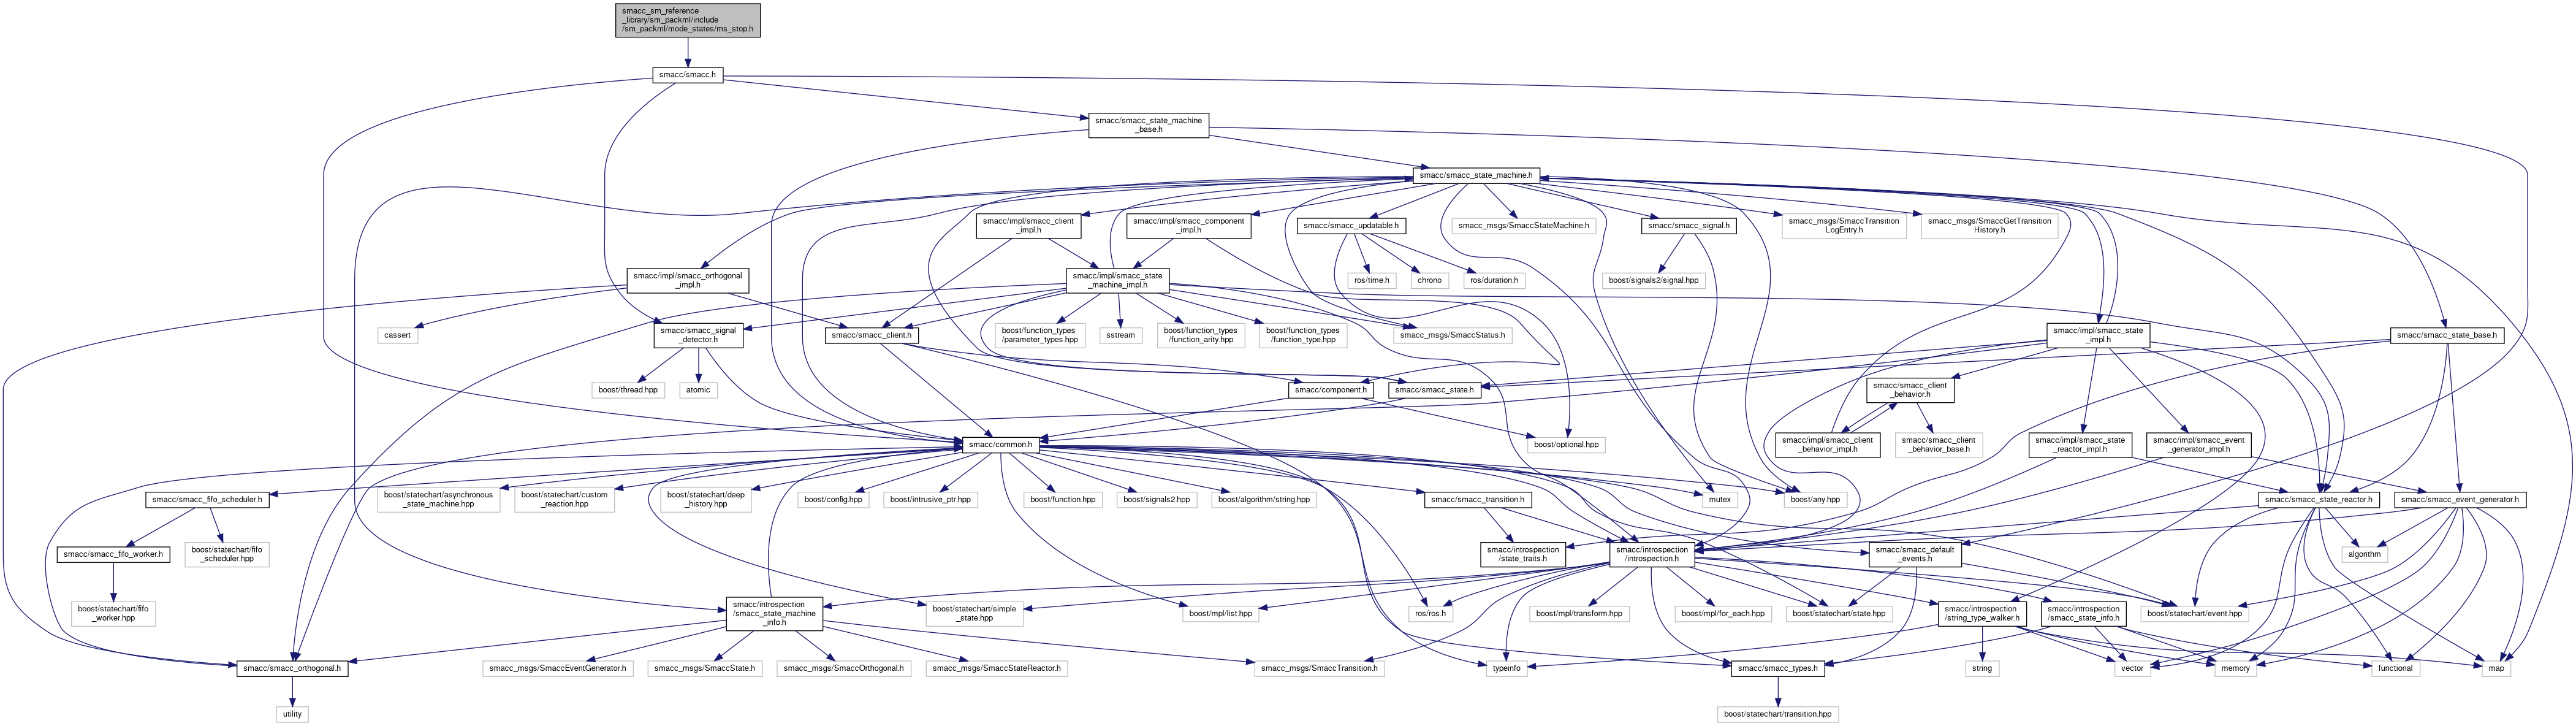 smacc_sm_reference
_library/sm_packml/include
/sm_packml/mode_states/ms_stop.h
smacc/smacc.h
smacc/smacc_state_machine
_base.h
smacc/smacc_state_machine.h
smacc/impl/smacc_client
_impl.h
smacc/impl/smacc_component
_impl.h
smacc/smacc_updatable.h
smacc_msgs/SmaccStateMachine.h
smacc/smacc_signal.h
smacc_msgs/SmaccTransition
LogEntry.h
smacc_msgs/SmaccGetTransition
History.h
smacc/impl/smacc_orthogonal
_impl.h
smacc/impl/smacc_state
_machine_impl.h
ros/time.h
chrono
ros/duration.h
boost/signals2/signal.hpp
cassert
smacc/smacc_signal
_detector.h
smacc/smacc_client.h
boost/function_types
/parameter_types.hpp
sstream
boost/function_types
/function_arity.hpp
boost/function_types
/function_type.hpp
smacc_msgs/SmaccStatus.h
smacc/impl/smacc_state
_impl.h
smacc/smacc_state_base.h
boost/thread.hpp
atomic
smacc/component.h
smacc/smacc_state.h
smacc/smacc_client
_behavior.h
smacc/common.h
boost/optional.hpp
smacc/impl/smacc_client
_behavior_impl.h
smacc/smacc_client
_behavior_base.h
smacc/impl/smacc_state
_reactor_impl.h
smacc/impl/smacc_event
_generator_impl.h
smacc/smacc_fifo_scheduler.h
boost/statechart/asynchronous
_state_machine.hpp
boost/statechart/custom
_reaction.hpp
boost/statechart/deep
_history.hpp
boost/config.hpp
boost/intrusive_ptr.hpp
boost/function.hpp
boost/signals2.hpp
boost/algorithm/string.hpp
smacc/smacc_transition.h
mutex
boost/any.hpp
smacc/smacc_state_reactor.h
smacc/smacc_event_generator.h
smacc/smacc_fifo_worker.h
boost/statechart/fifo
_scheduler.hpp
smacc/introspection
/state_traits.h
smacc/introspection
/introspection.h
smacc/smacc_default
_events.h
algorithm
boost/statechart/fifo
_worker.hpp
smacc/introspection
/smacc_state_machine
_info.h
boost/statechart/simple
_state.hpp
boost/mpl/list.hpp
ros/ros.h
boost/mpl/transform.hpp
boost/mpl/for_each.hpp
boost/statechart/state.hpp
smacc/introspection
/string_type_walker.h
smacc/introspection
/smacc_state_info.h
boost/statechart/event.hpp
smacc/smacc_orthogonal.h
smacc_msgs/SmaccEventGenerator.h
smacc_msgs/SmaccState.h
smacc_msgs/SmaccOrthogonal.h
smacc_msgs/SmaccStateReactor.h
smacc_msgs/SmaccTransition.h
typeinfo
smacc/smacc_types.h
string
vector
memory
functional
map
utility
boost/statechart/transition.hpp